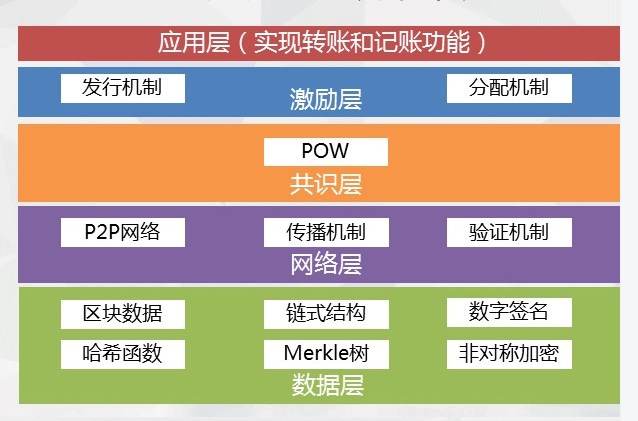 应用层（实现转账和记账功能）
发行机制
分配机制
激励层
POW
共识层
P2P网络
传播机制
验证机制
网络层
区块数据
链式结构
数字签名
哈希函数
Merkle树
非对称加密
数据层